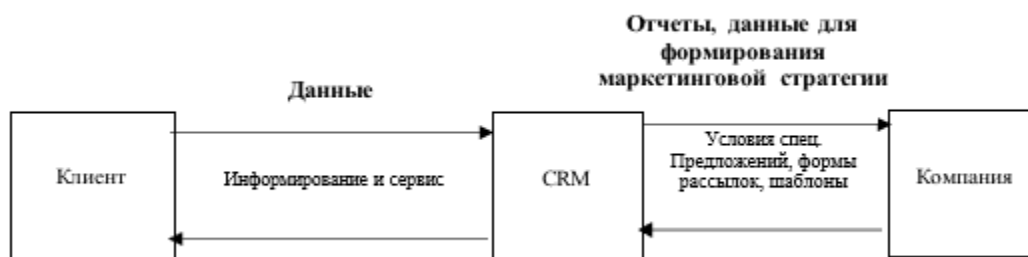 Отчеты, данные для
формирования
маркетинговой стратегии
Данные
Клиент
Информирование и сервис
CRM
Условия спец.
Предложений, формы
рассылок, шаблоны
Компания